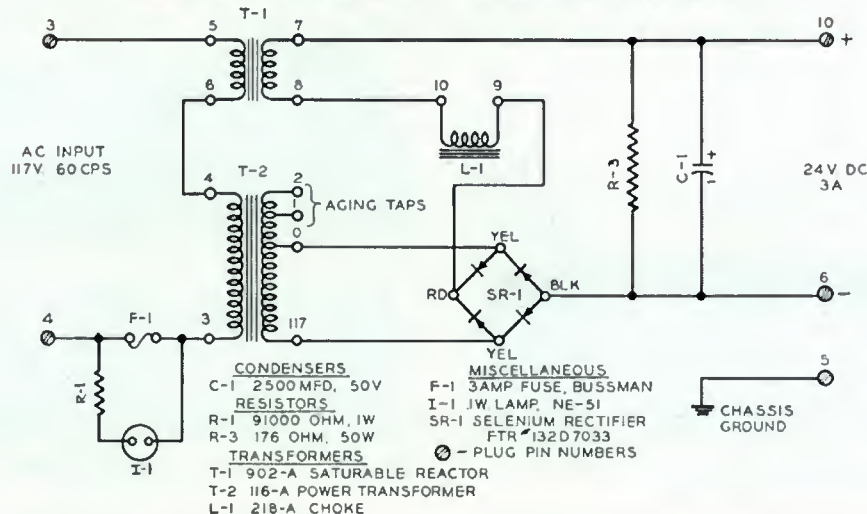 T-1
3
5
7
10
+
6
8
10
9
L-1
AC INPUT
117V, 60CPS
T-2
4
2
1
0
AGING TAPS
R-3
C-1
+
-
24V DC
3A
YEL
RD
SR-1
BLK
YEL
6
-
4
F-1
3
117
R-1
I-1
5
CHASSIS
GROUND
CONDENSERS
C-1 2500MFD, 50V
RESISTORS
R-1 91000 OHM, 1W
R-3 176 OHM, 50W
TRANSFORMERS
T-1 902-A SATURABLE REACTOR
T-2 116-A POWER TRANSFORMER
L-1 218-A CHOKE
MISCELLANEOUS
F-1 3AMP FUSE, BUSSMAN
I-1 .1W LAMP, NE-51
SR-1 SELENIUM RECTIFIER
FTR #132D7033
- PLUG PIN NUMBERS